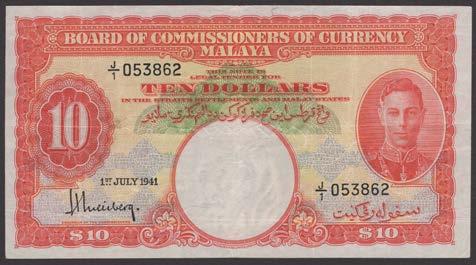 BOARD OF COMMISSIONERS OF CURRENCY
MALAYA
J/1 053862
THIS NOTE IS
LEGAL TENDER FOR
TEN DOLLARS
IN THE STRAITS SETTLEMENTS AND MALAY STATES
10
1ST JULY 1941
J/1 053862
$10
$10